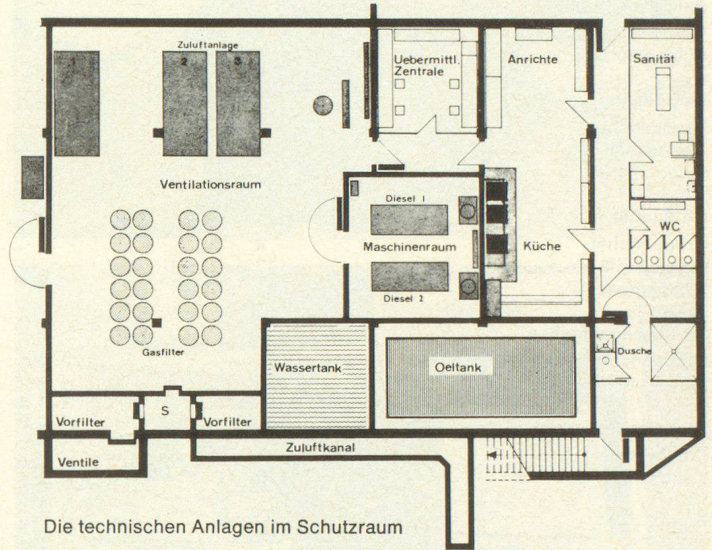 Zuluftanlage
1
2
3
Uebermittl.
Zentrale
Anrichte
Sanität
Ventilationsraum
Diesel 1
Maschinenraum
Diesel 2
Küche
WC
Gasfilter
Wassertank
Oeltank
Dusche
Vorfilter
S
Vorfilter
Ventile
Zuluftkanal
Die technischen Anlagen im Schutzraum